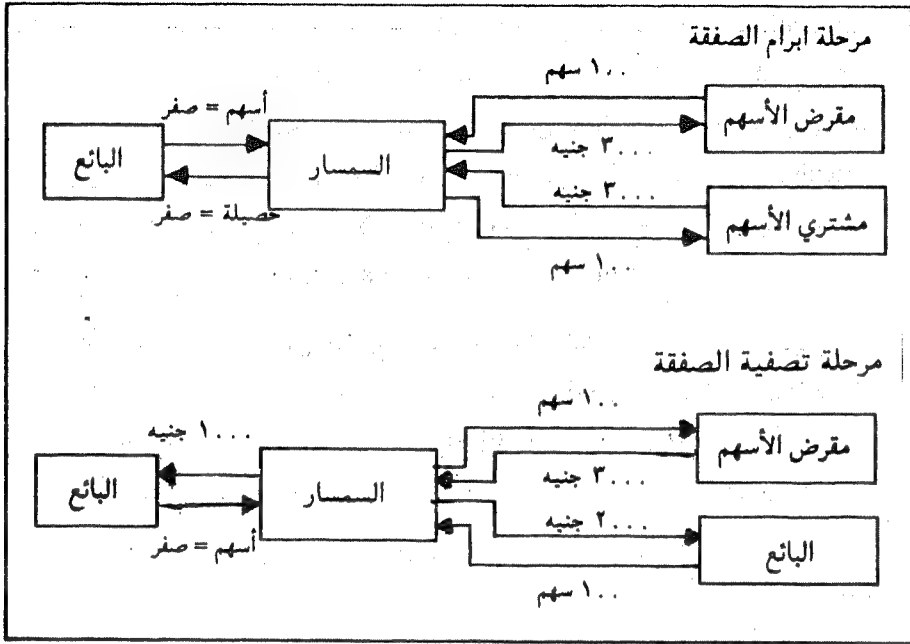 مرحلة ابرام الصفقة
١٠٠ سهم
مقرض الأسهم
٣٠٠٠ جنيه
أسهم = صفر
السمسار
البائع
حصيلة = صفر
٣٠٠٠ جنيه
مشتري الأسهم
١٠٠ سهم
مرحلة تصفية الصفقة
١٠٠ سهم
مقرض الأسهم
٣٠٠٠ جنيه
١٠٠٠ جنيه
السمسار
البائع
أسهم = صفر
٢٠٠٠ جنيه
البائع
١٠٠ سهم